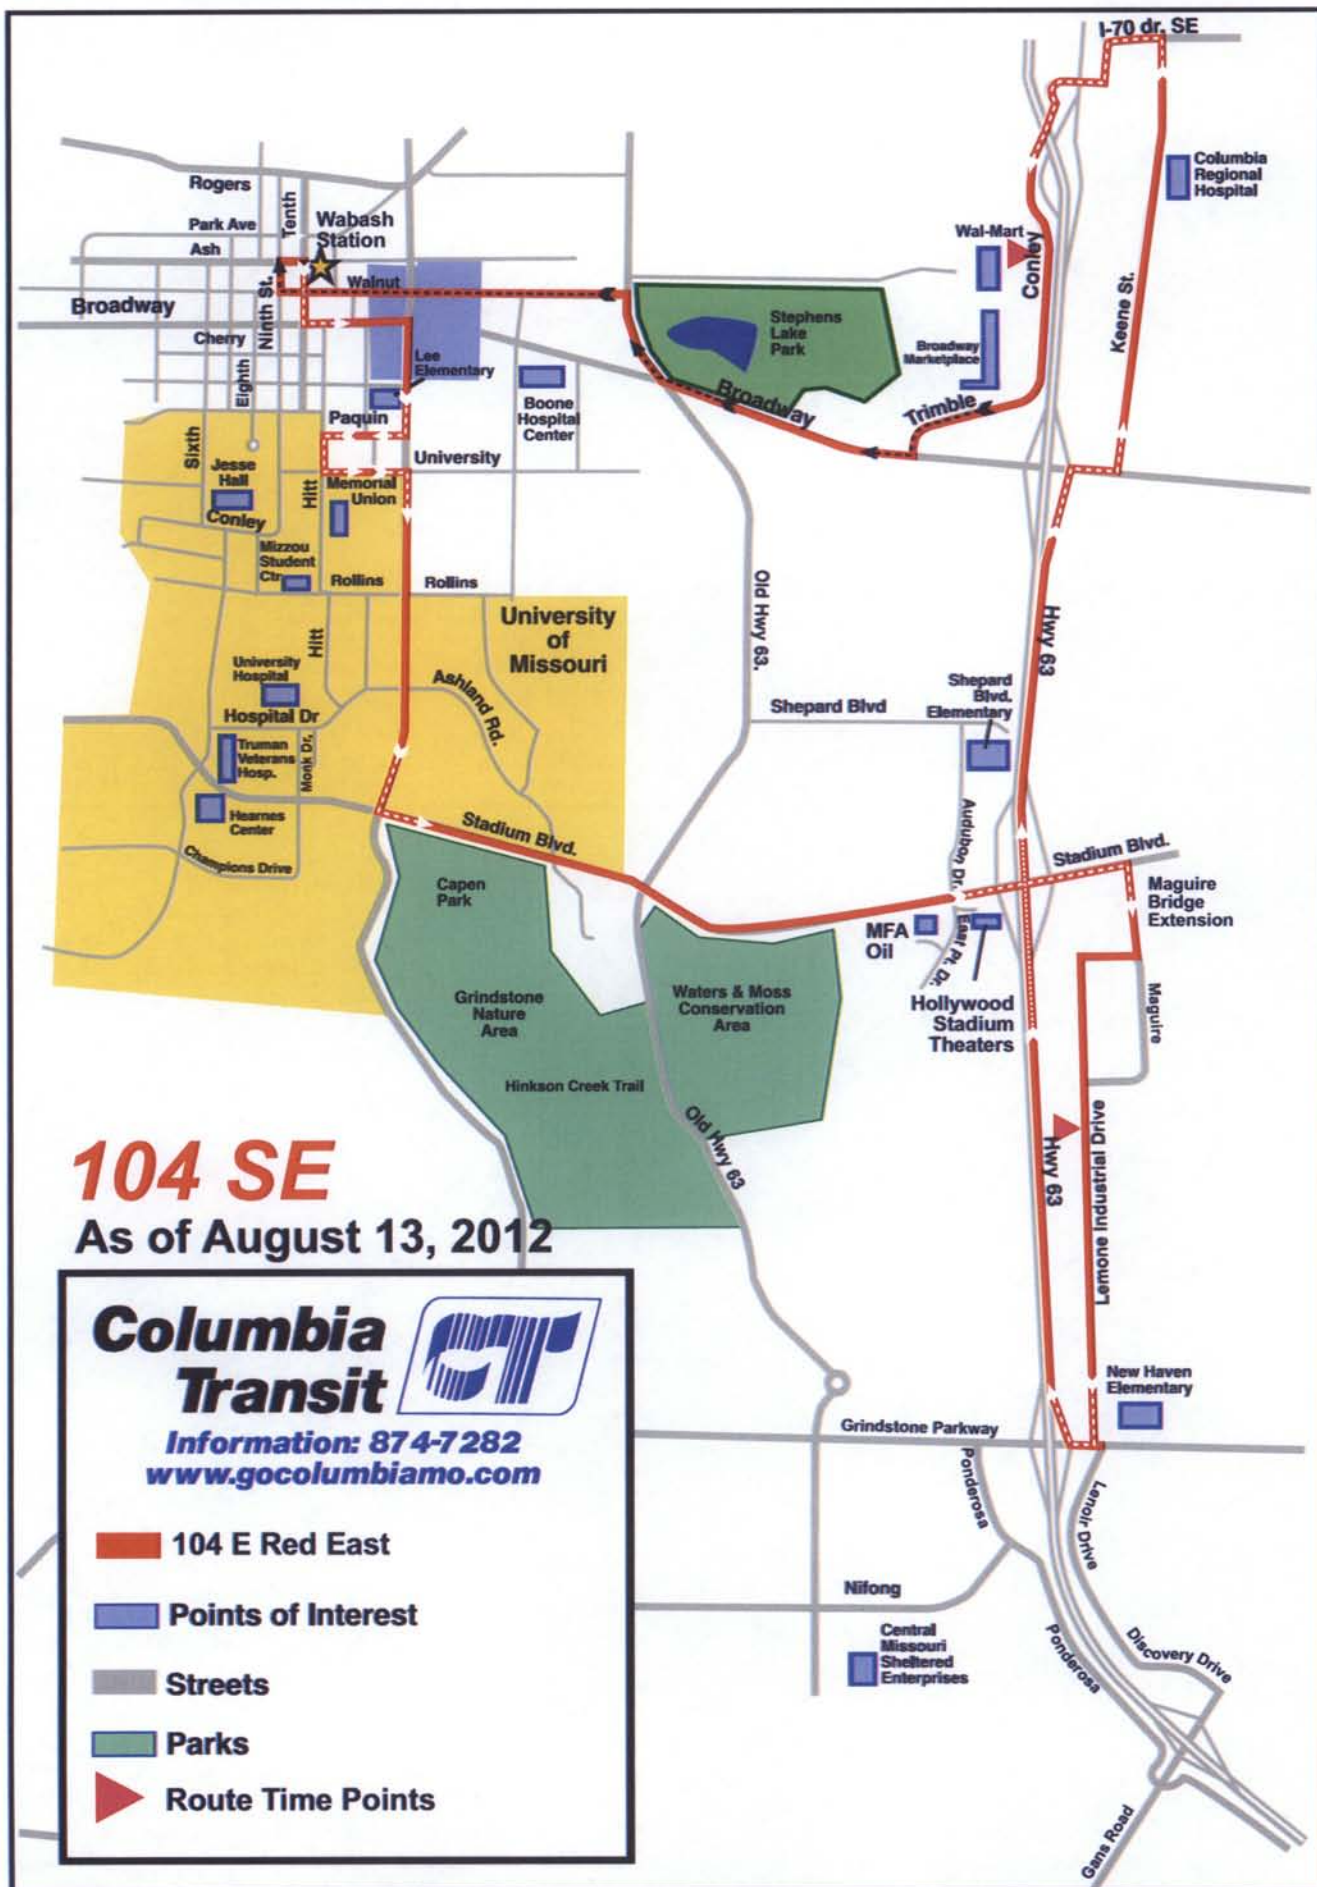 I-70 dr. SE
Columbia
Regional
Hospital
Rogers
Tenth
Park Ave
Wabash
Station
Ash
Wal-Mart
Conley
Keene St.
Walnut
Broadway
Ninth St.
Stephens
Lake
Park
Cherry
Broadway
Marketplace
Lee
Elementary
Eighth
Boone
Hospital
Center
Paquin
Broadway
Trimble
Sixth
University
Jesse
Hall
Hitt
Memorial
Union
Conley
Mizzou
Student
Ctr.
Rollins
Rollins
Old Hwy 63.
Hwy 63
University
of
Missouri
Hitt
University
Hospital
Ashland Rd.
Shepard Blvd
Shepard
Blvd.
Elementary
Hospital Dr
Truman
Veterans
Hosp.
Monk Dr.
Hearnes
Center
Stadium Blvd.
Audubon Dr.
Stadium Blvd.
Champions Drive
Capen
Park
Maguire
Bridge
Extension
MFA
Oil
East Pt. Dr.
Grindstone
Nature
Area
Waters & Moss
Conservation
Area
Hollywood
Stadium
Theaters
Maguire
Hinkson Creek Trail
Old Hwy 63
Hwy 63
Lemone Industrial Drive
104 SE
As of August 13, 2012
Columbia
Transit
CT
Information: 874-7282
www.gocolumbiamo.com
104 E Red East
Points of Interest
Streets
Parks
Route Time Points
New Haven
Elementary
Grindstone Parkway
Ponderosa
Lenoir Drive
Nifong
Central
Missouri
Sheltered
Enterprises
Ponderosa
Discovery Drive
Gans Road